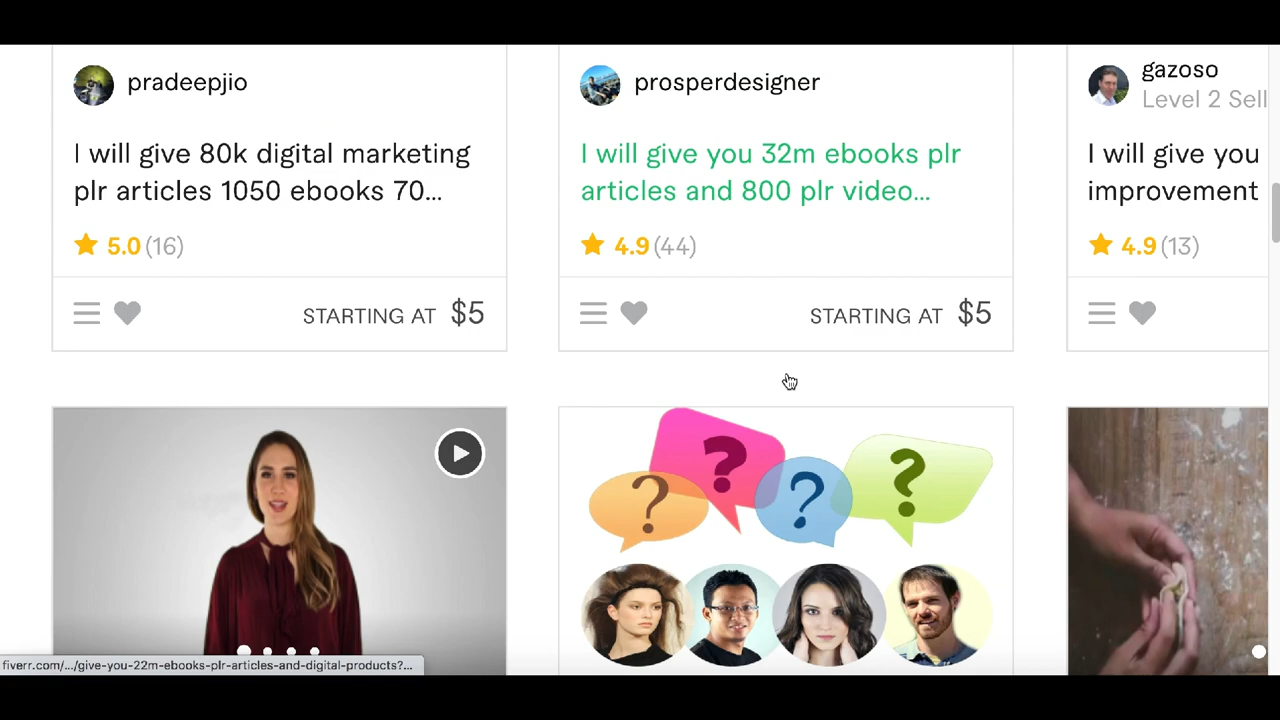 pradeepjio
I will give 80k digital marketing
plr articles 1050 ebooks 70...
5.0 (16)
STARTING AT $5
prosperdesigner
I will give you 32m ebooks plr
articles and 800 plr video...
4.9 (44)
STARTING AT $5
gazoso
Level 2 Sell
I will give you
improvement
4.9 (13)
? ? ? ?
fiverr.com/.../give-you-22m-ebooks-plr-articles-and-digital-products?...